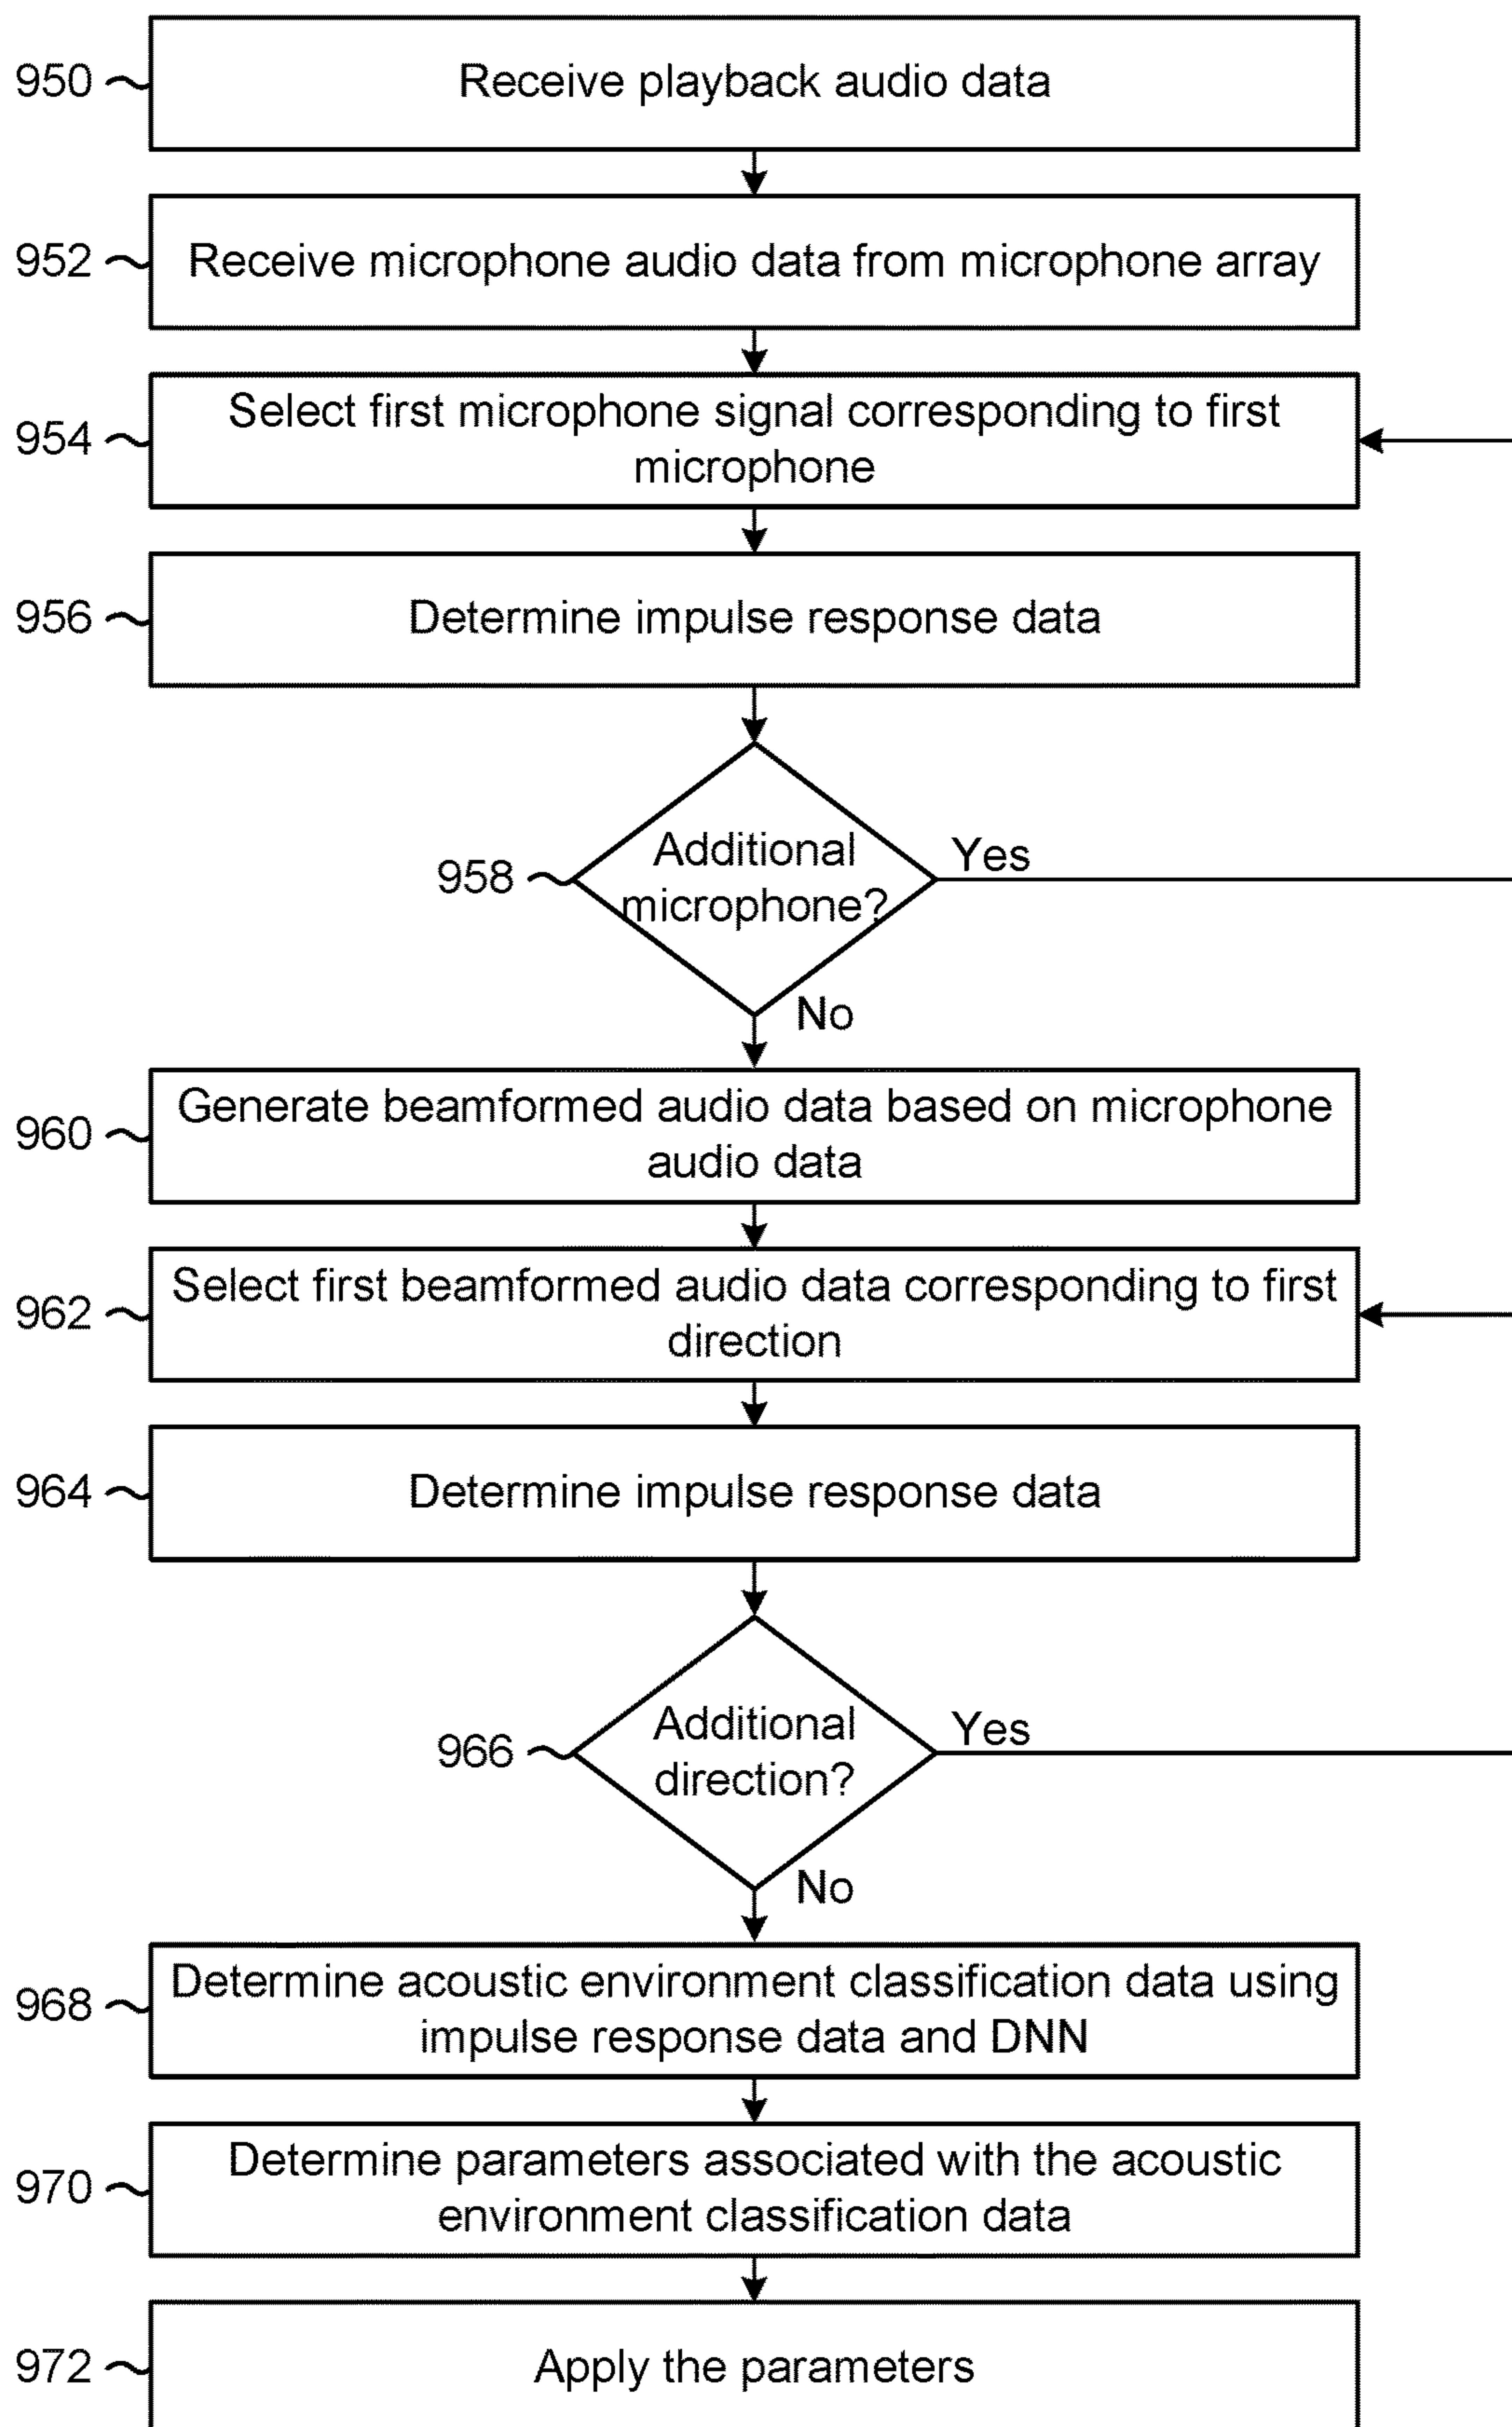 950
Receive playback audio data
952
Receive microphone audio data from microphone array
954
Select first microphone signal corresponding to first
microphone
956
Determine impulse response data
958
Additional
microphone?
Yes
No
960
Generate beamformed audio data based on microphone
audio data
962
Select first beamformed audio data corresponding to first
direction
964
Determine impulse response data
966
Additional
direction?
Yes
No
968
Determine acoustic environment classification data using
impulse response data and DNN
970
Determine parameters associated with the acoustic
environment classification data
972
Apply the parameters